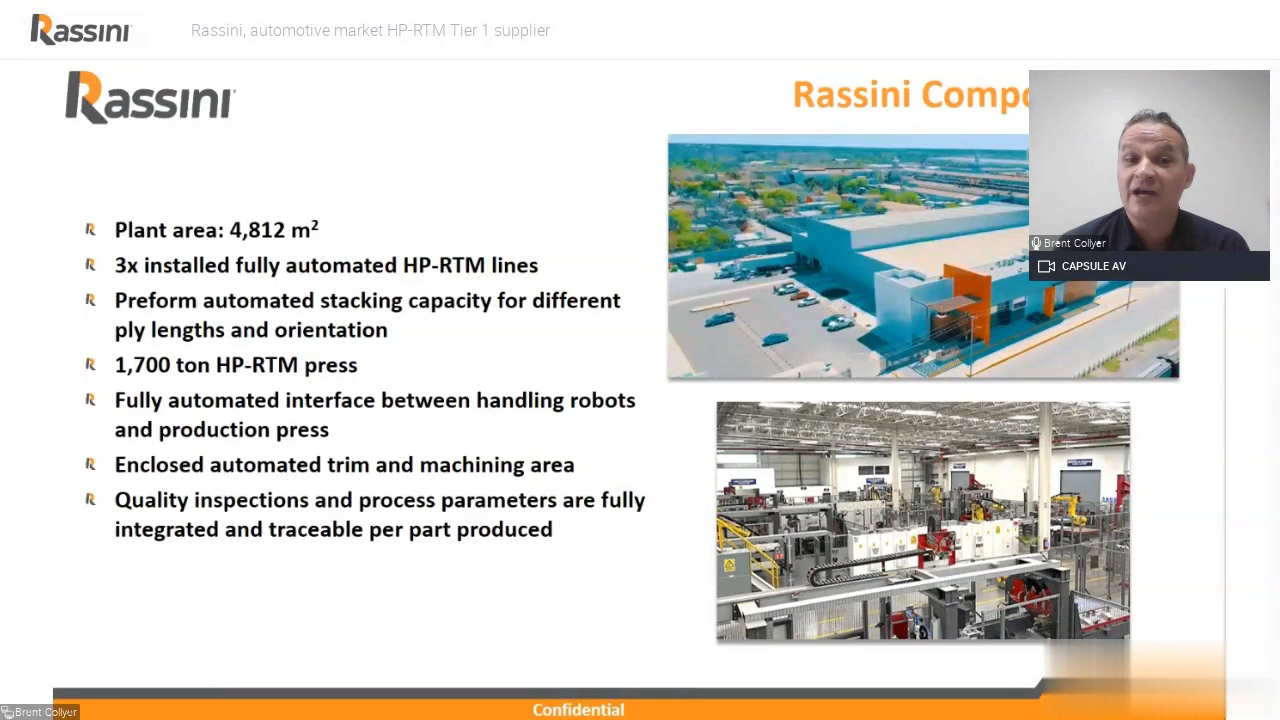 Rassini
Rassini, automotive market HP-RTM Tier 1 supplier
Rassini
Rassini Compo
Plant area: 4,812 m²
3x installed fully automated HP-RTM lines
Preform automated stacking capacity for different
ply lengths and orientation
1,700 ton HP-RTM press
Fully automated interface between handling robots
and production press
Enclosed automated trim and machining area
Quality inspections and process parameters are fully
integrated and traceable per part produced
Brent Collyer
CAPSULE AV
Confidential
Brent Collyer